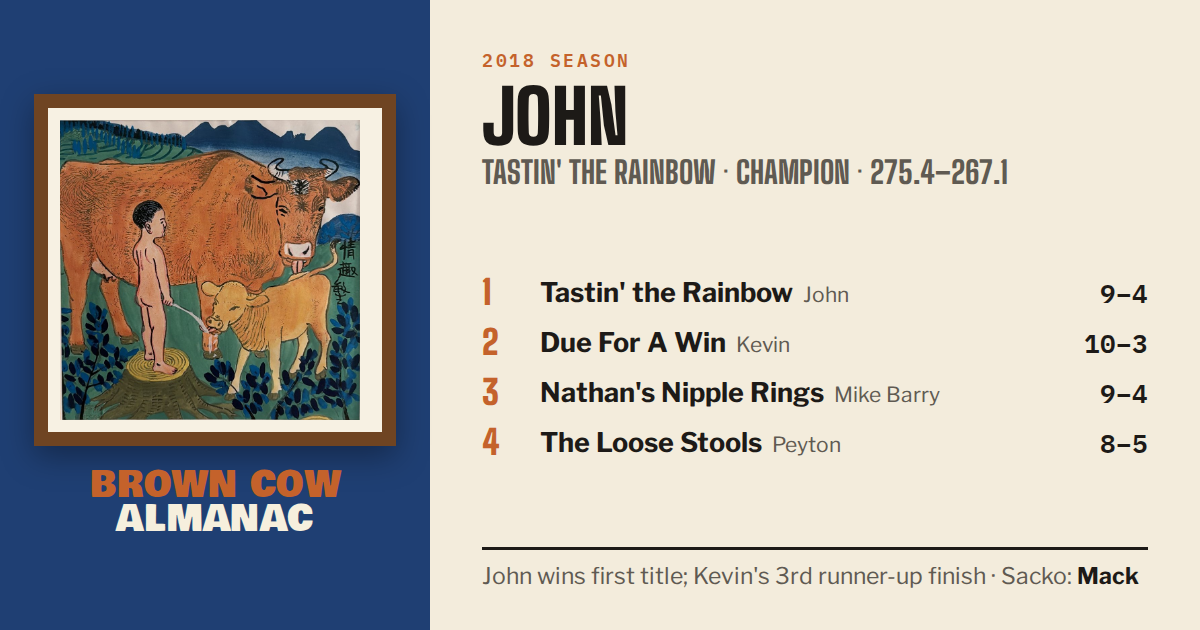 情
趣
BROWN COW
ALMANAC
2018 SEASON
JOHN
TASTIN' THE RAINBOW · CHAMPION · 275.4–267.1
1 Tastin' the Rainbow John 9–4
2 Due For A Win Kevin 10–3
3 Nathan's Nipple Rings Mike Barry 9–4
4 The Loose Stools Peyton 8–5
John wins first title; Kevin's 3rd runner-up finish · Sacko: Mack